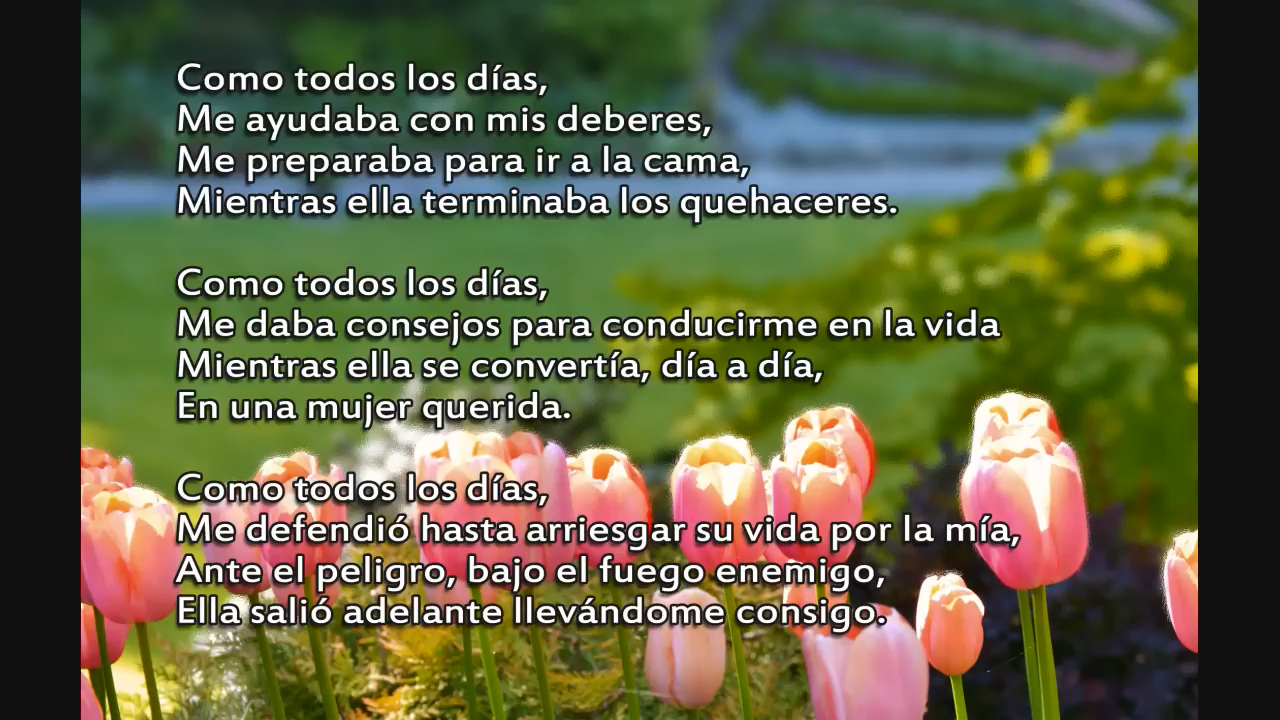 Como todos los días,
Me ayudaba con mis deberes,
Me preparaba para ir a la cama,
Mientras ella terminaba los quehaceres.
Como todos los días,
Me daba consejos para conducirme en la vida
Mientras ella se convertía, día a día,
En una mujer querida.
Como todos los días,
Me defendió hasta arriesgar su vida por la mía,
Ante el peligro, bajo el fuego enemigo,
Ella salió adelante llevándome consigo.